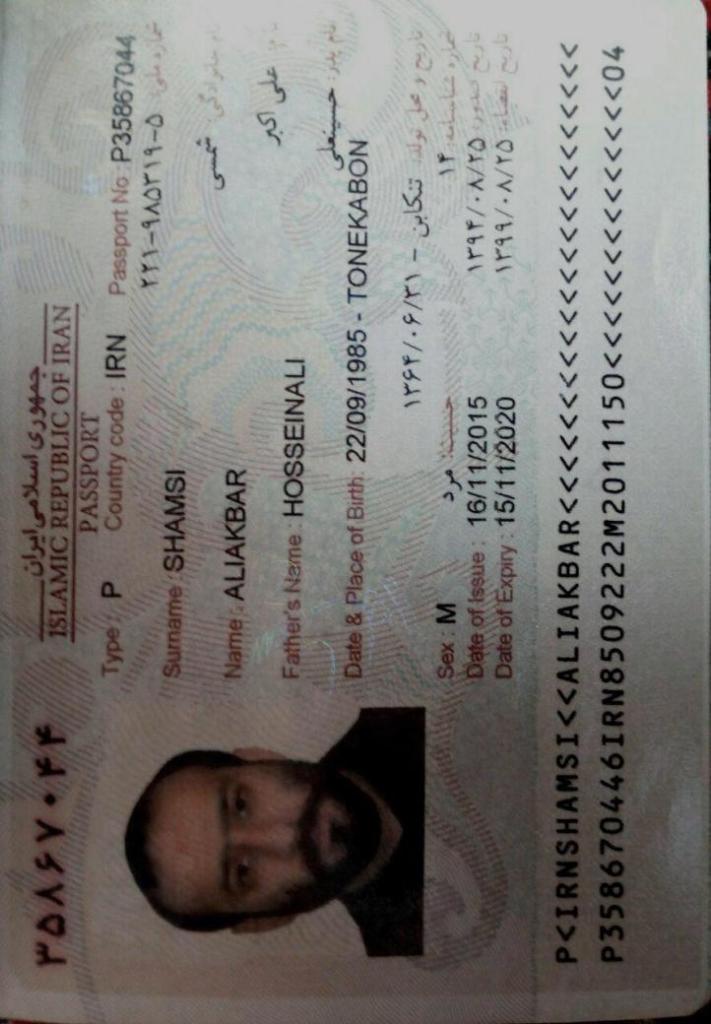 ۳۵۸۶۷۰۴۴
جمهوری اسلامی ایران
ISLAMIC REPUBLIC OF IRAN
PASSPORT
Type : P Country code : IRN Passport No : P35867044
۲۲۱-۹۸۵۳۱۹-۵ شماره ملی:
Surname : SHAMSI
شمسی نام خانوادگی:
Name : ALIAKBAR
علی اکبر نام:
Father's Name : HOSSEINALI
حسینعلی نام پدر:
Date & Place of Birth: 22/09/1985 - TONEKABON
۱۳۶۴/۰۶/۳۱ - تنکابن تاریخ و محل تولد:
Sex : M جنسیت: مرد ۱۴ شماره شناسنامه:
Date of Issue : 16/11/2015 ۱۳۹۴/۰۸/۲۵ تاریخ صدور:
Date of Expiry : 15/11/2020 ۱۳۹۹/۰۸/۲۵ تاریخ انقضاء:
P<IRNSHAMSI<<ALIAKBAR<<<<<<<<<<<<<<<<<<<<<<<
P358670446IRN8509222M2011150<<<<<<<<<<<<<<04